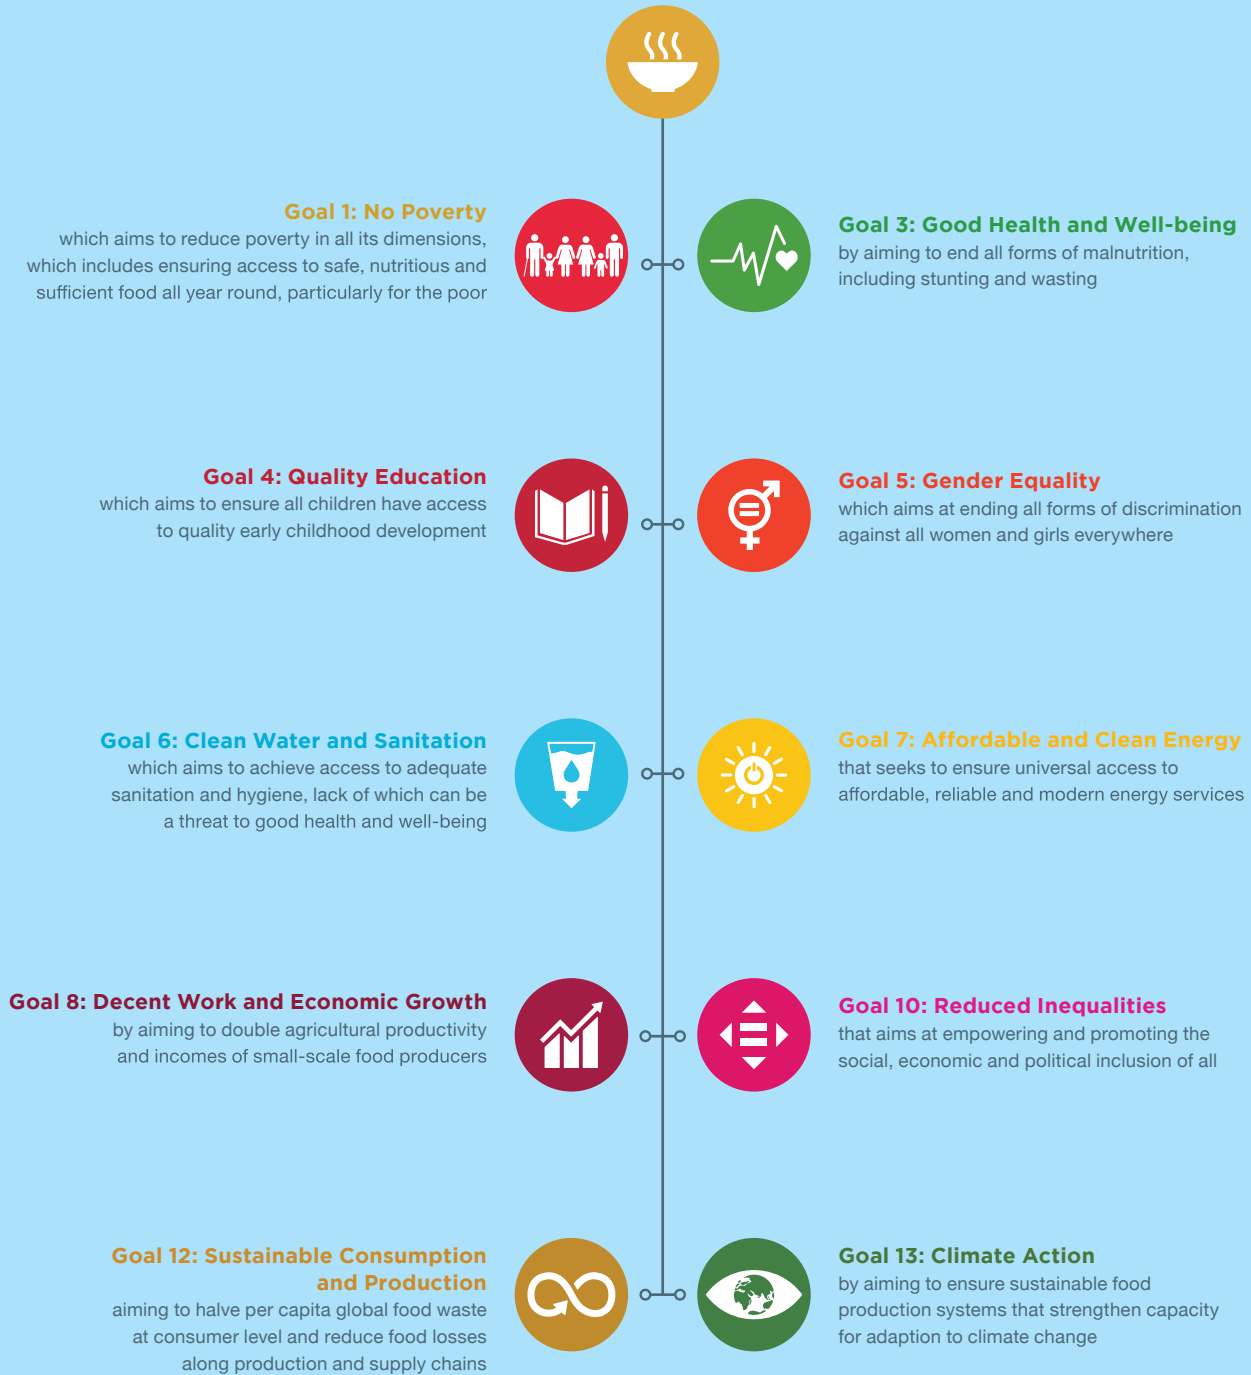 Goal 1: No Poverty
which aims to reduce poverty in all its dimensions,
which includes ensuring access to safe, nutritious and
sufficient food all year round, particularly for the poor
Goal 3: Good Health and Well-being
by aiming to end all forms of malnutrition,
including stunting and wasting
Goal 4: Quality Education
which aims to ensure all children have access
to quality early childhood development
Goal 5: Gender Equality
which aims at ending all forms of discrimination
against all women and girls everywhere
Goal 6: Clean Water and Sanitation
which aims to achieve access to adequate
sanitation and hygiene, lack of which can be
a threat to good health and well-being
Goal 7: Affordable and Clean Energy
that seeks to ensure universal access to
affordable, reliable and modern energy services
Goal 8: Decent Work and Economic Growth
by aiming to double agricultural productivity
and incomes of small-scale food producers
Goal 10: Reduced Inequalities
that aims at empowering and promoting the
social, economic and political inclusion of all
Goal 12: Sustainable Consumption
and Production
aiming to halve per capita global food waste
at consumer level and reduce food losses
along production and supply chains
Goal 13: Climate Action
by aiming to ensure sustainable food
production systems that strengthen capacity
for adaption to climate change